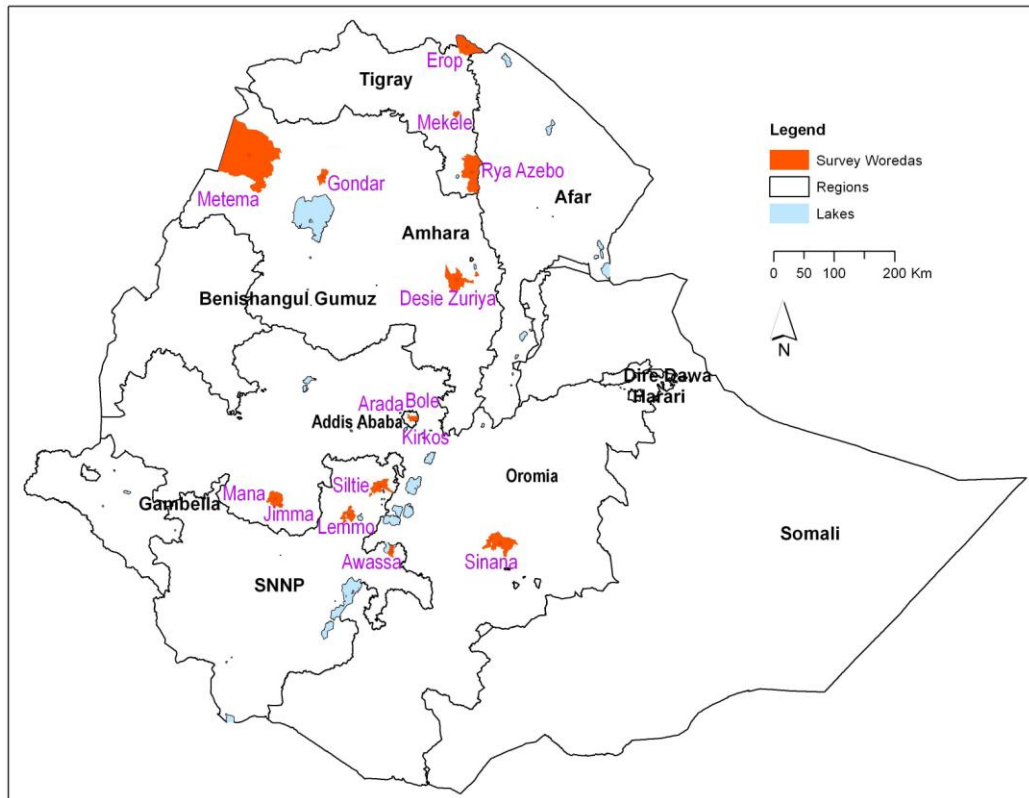 Erop
Tigray
Mekele
Legend
Survey Woredas
Rya Azebo
Gondar
Regions
Metema
Afar
Lakes
Amhara
0 50 100 200 Km
Benishangul Gumuz
Desie Zuriya
N
Dire Dawa
Harari
Arada
Bole
Addis Ababa
Kirkos
Oromia
Siltie
Mana
Gambella
Jimma
Lemmo
Somali
Awassa
Sinana
SNNP